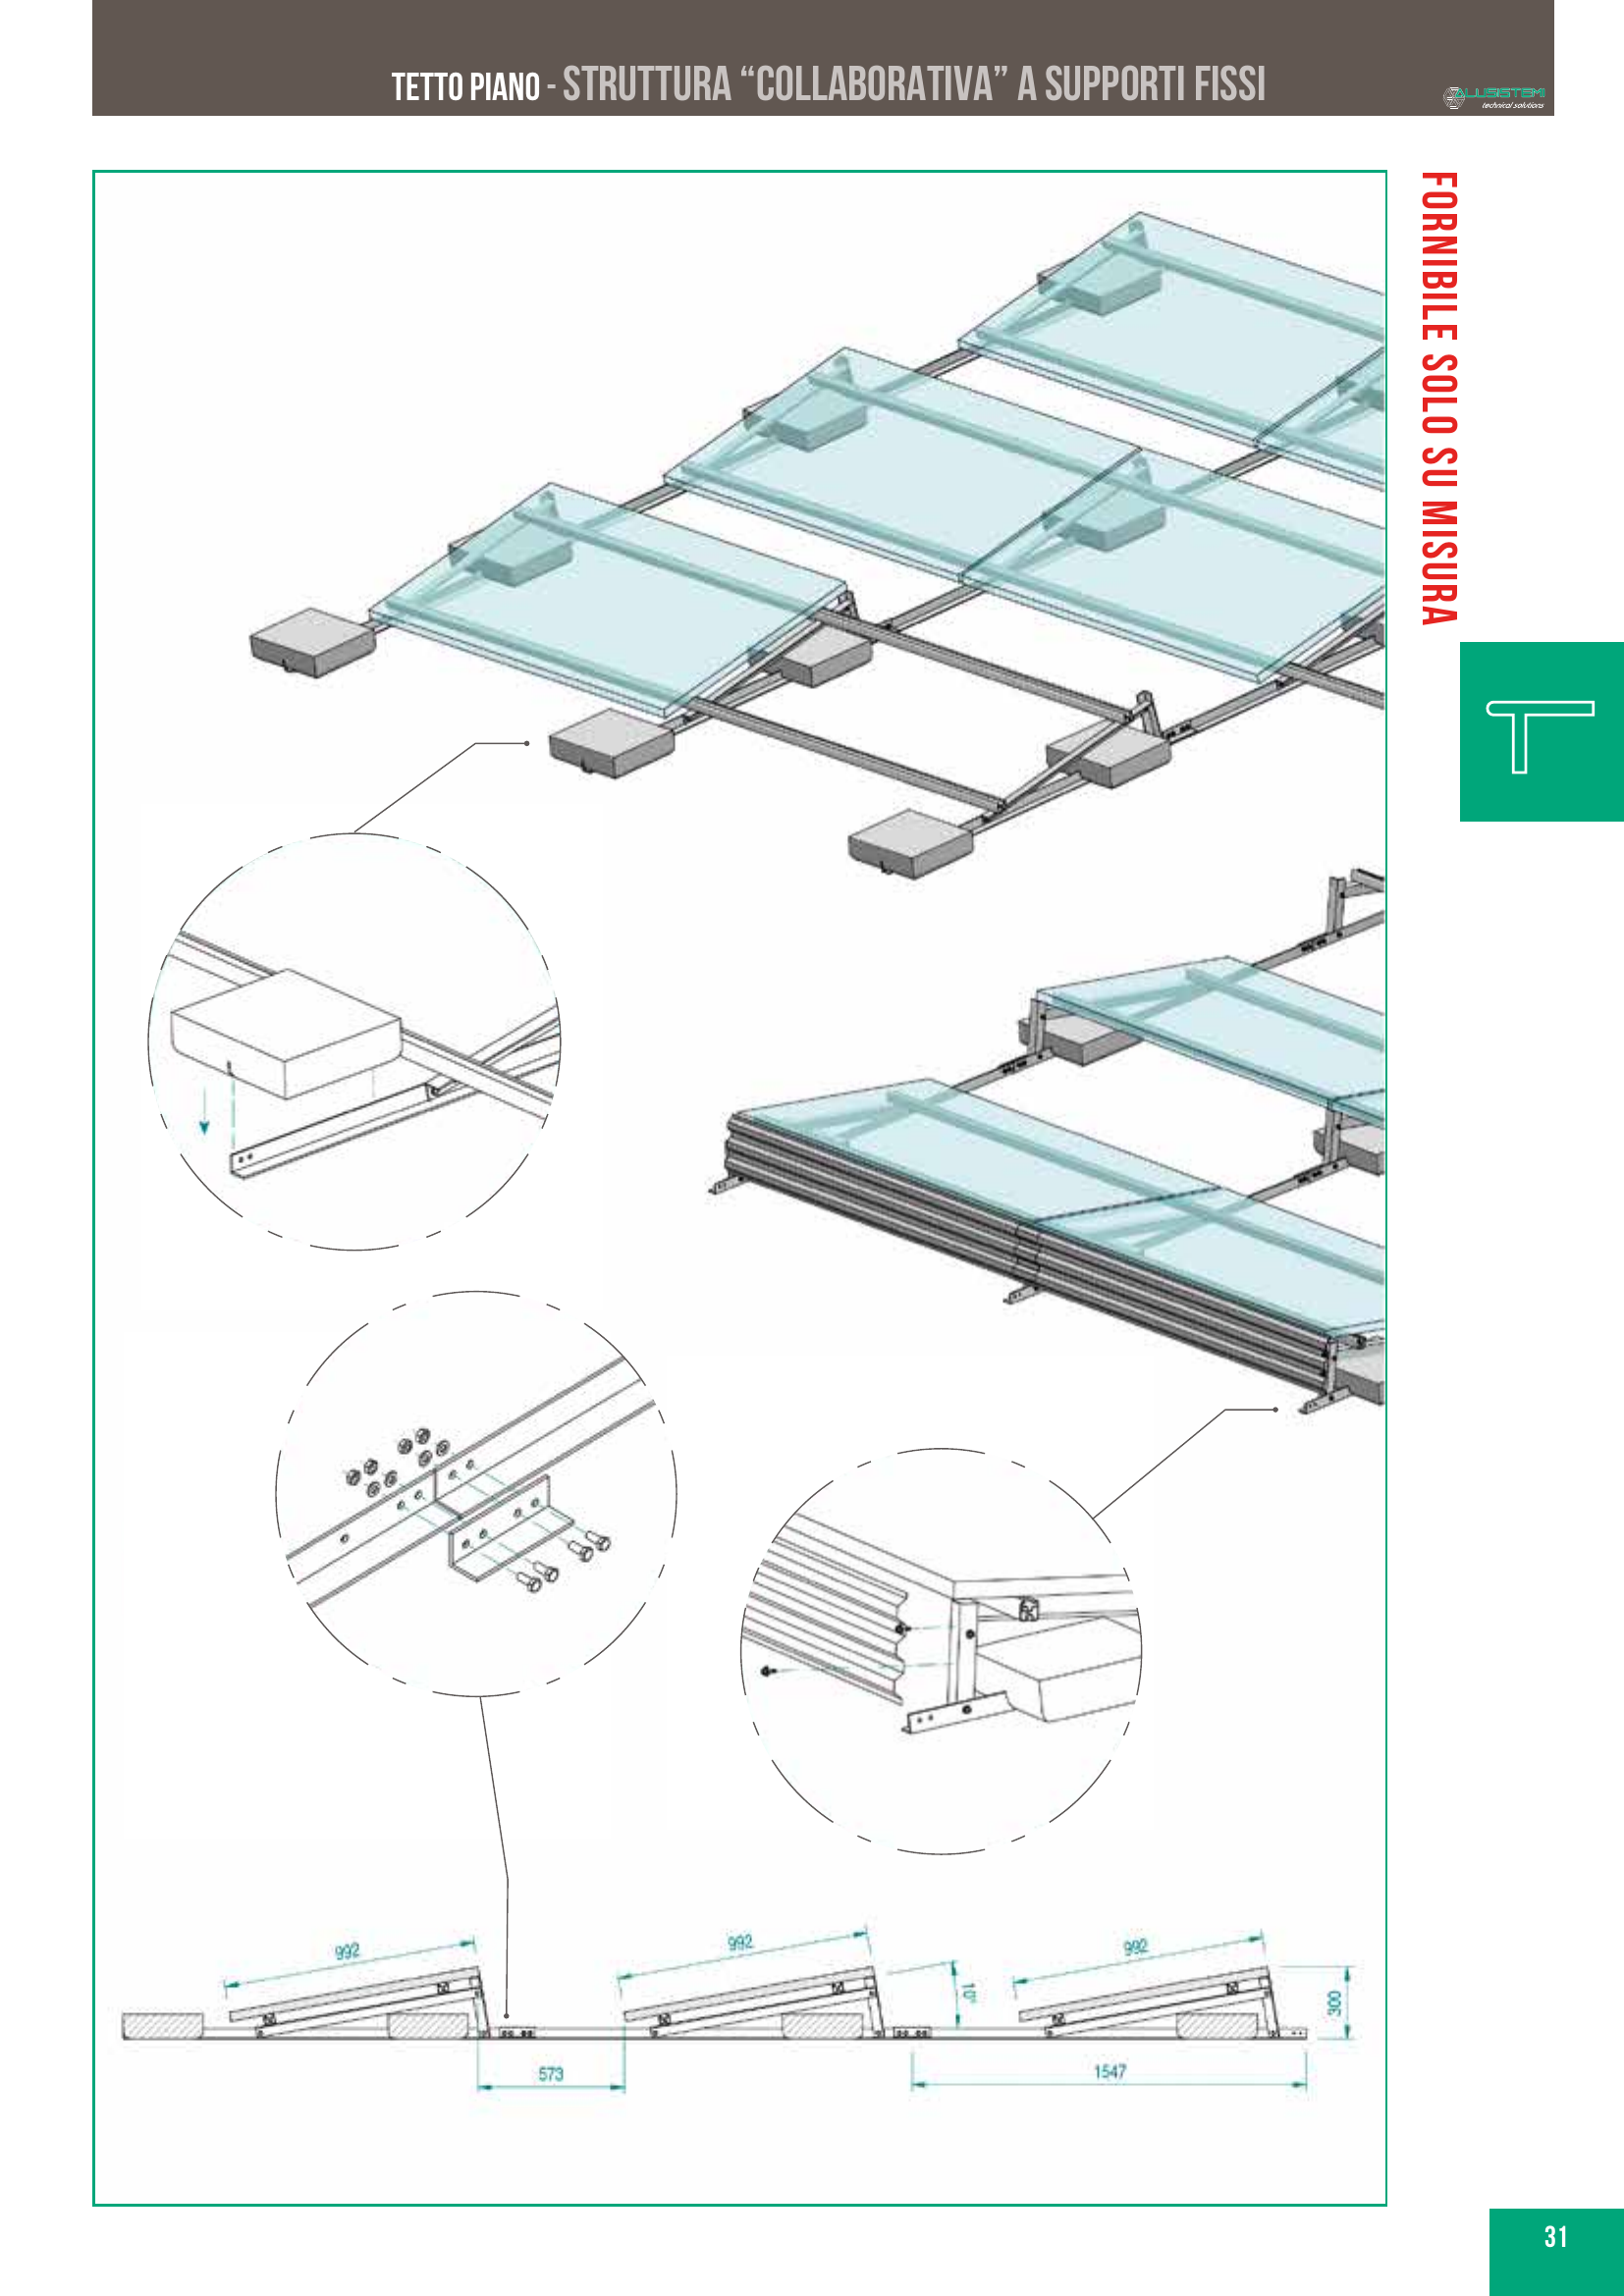 TETTO PIANO - STRUTTURA “COLLABORATIVA” A SUPPORTI FISSI
ALUSISTEMI
technical solutions
FORNIBILE SOLO SU MISURA
992
992
992
10°
300
573
1547
31